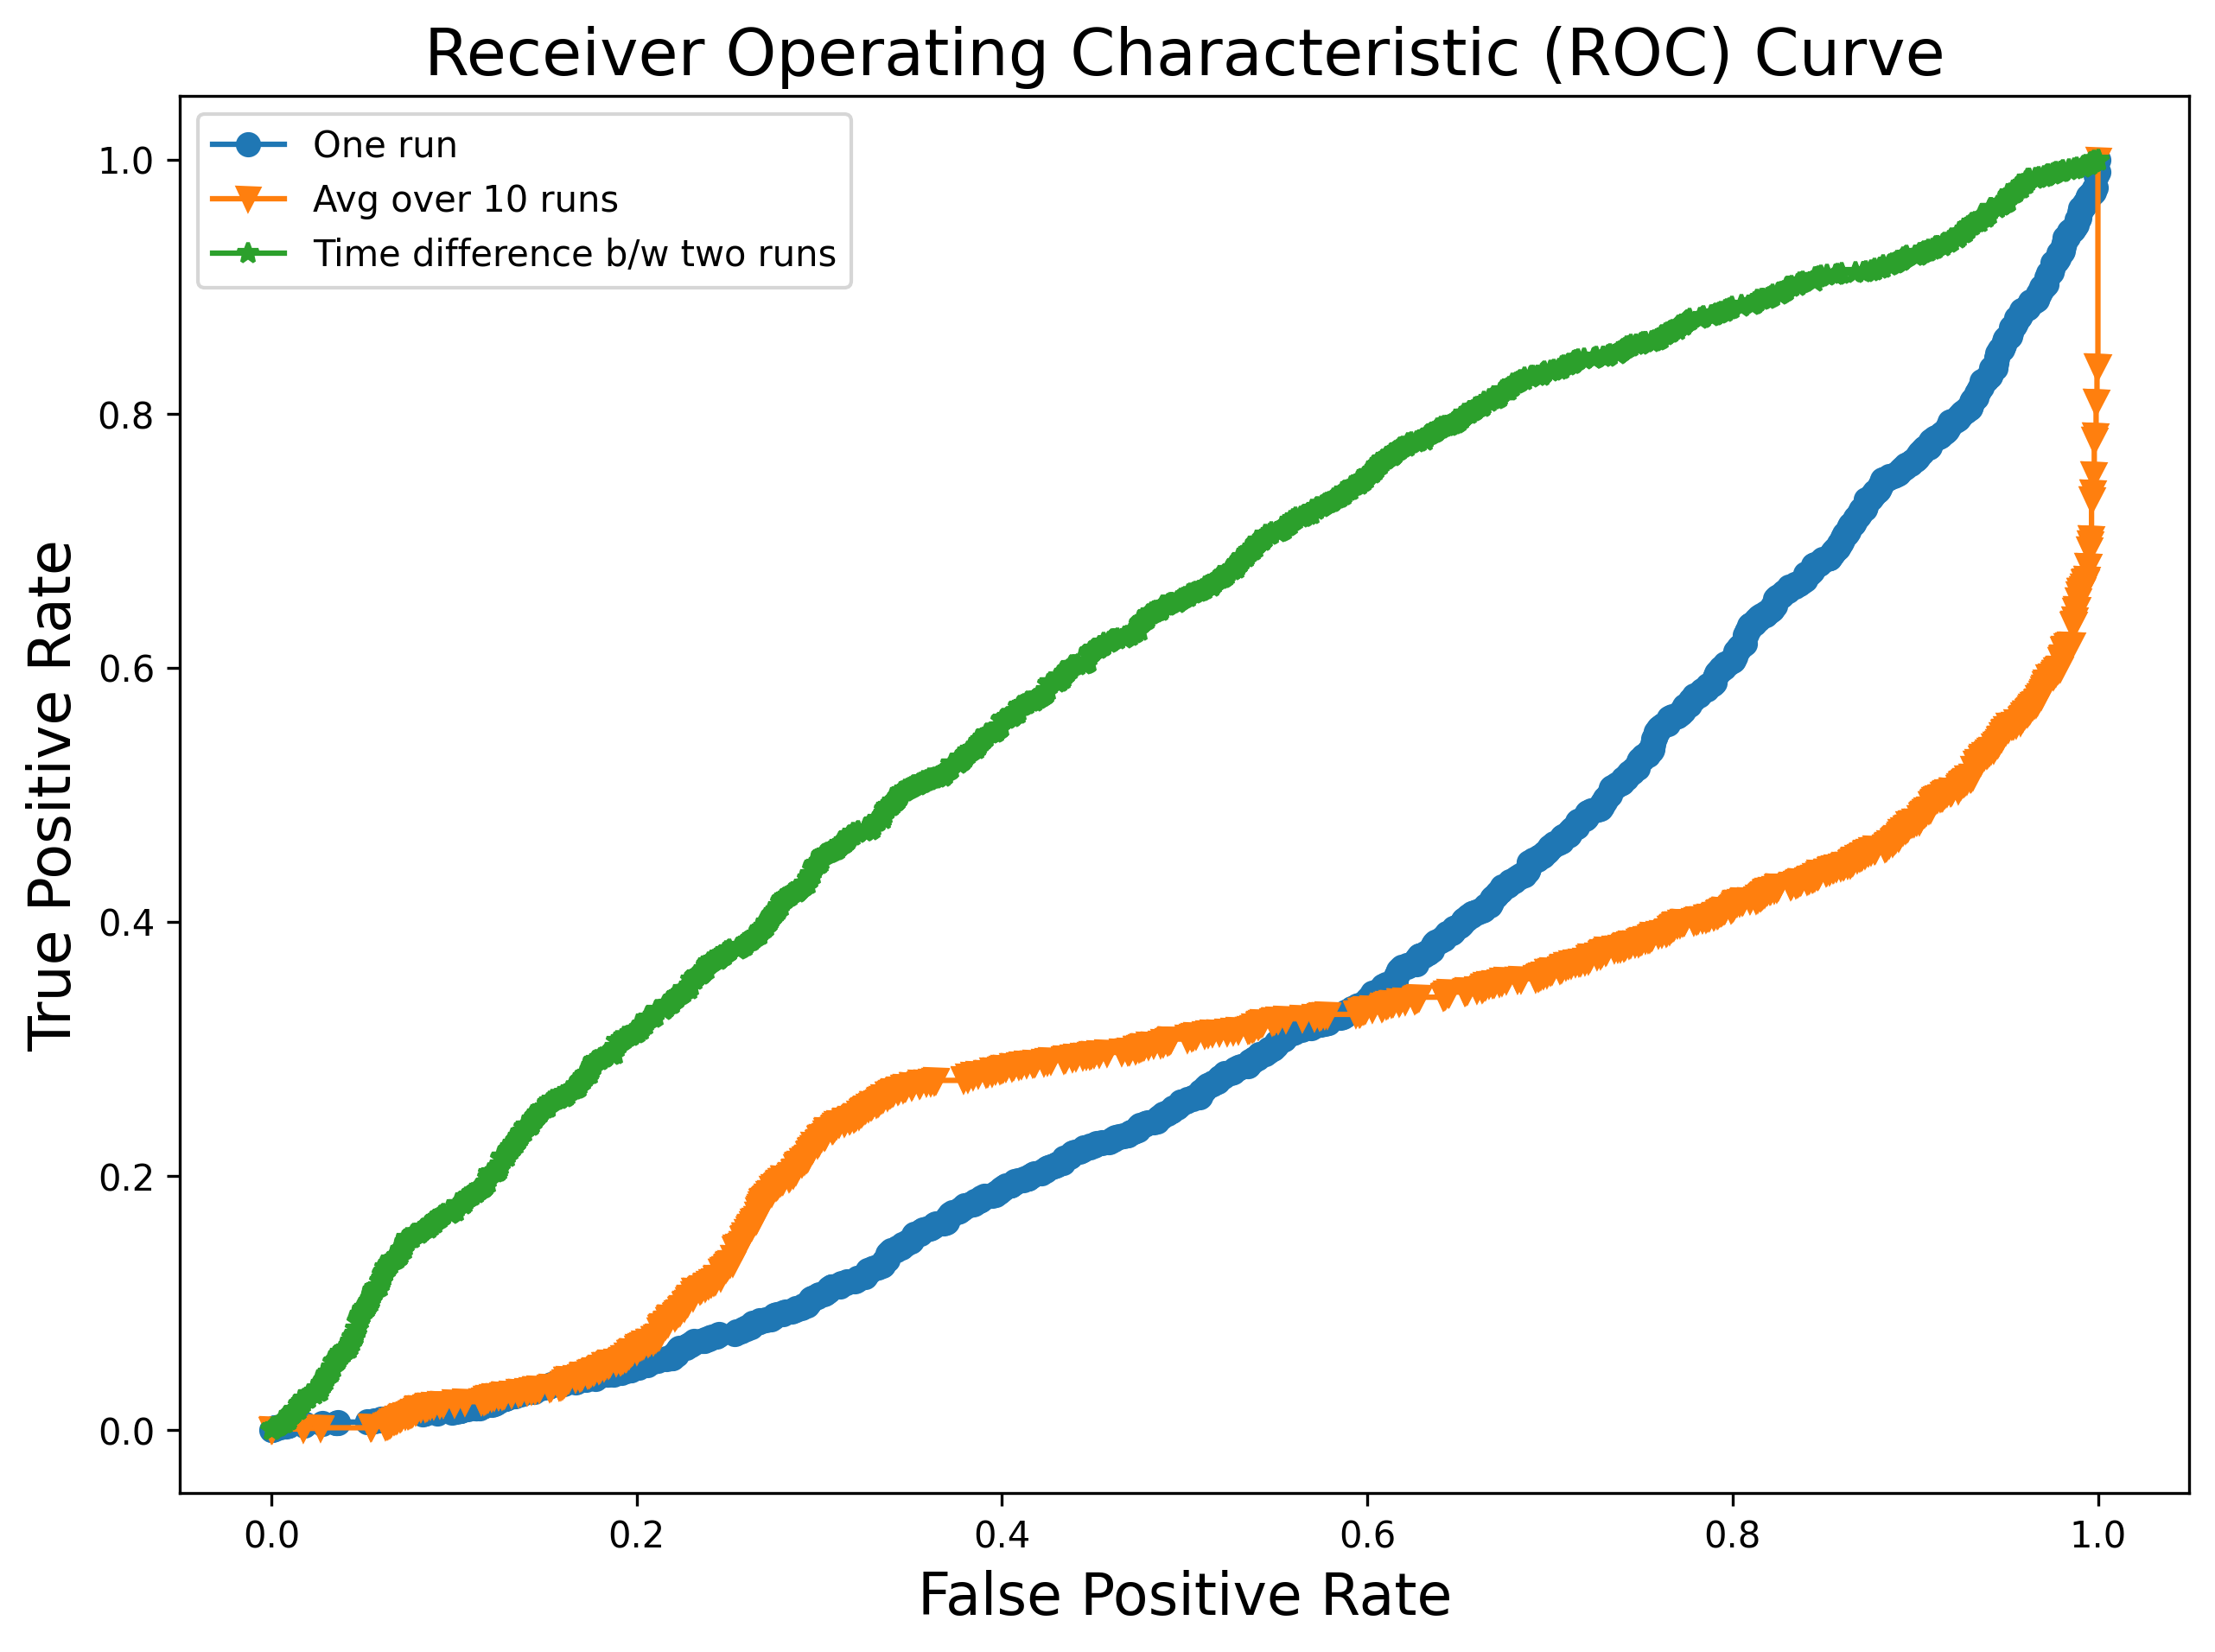 Receiver Operating Characteristic (ROC) Curve
One run
Avg over 10 runs
Time difference b/w two runs
True Positive Rate
1.0
0.8
0.6
0.4
0.2
0.0
0.0 0.2 0.4 0.6 0.8 1.0
False Positive Rate